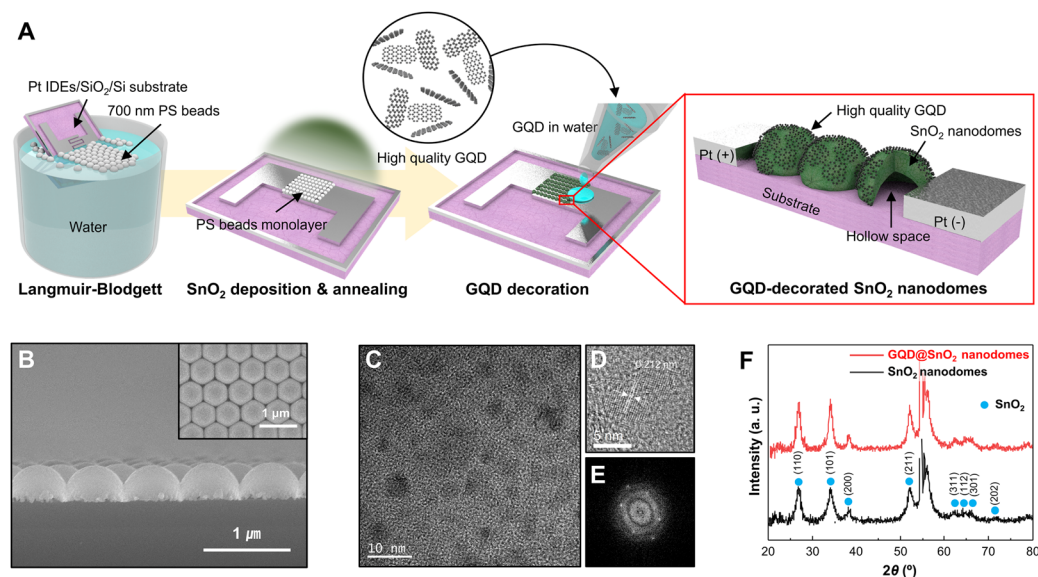 A
Pt IDEs/SiO₂/Si substrate
700 nm PS beads
Water
Langmuir-Blodgett
PS beads monolayer
SnO₂ deposition & annealing
High quality GQD
GQD in water
GQD decoration
High quality GQD
SnO₂ nanodomes
Pt (+)
Substrate
Pt (-)
Hollow space
GQD-decorated SnO₂ nanodomes
B
1 µm
1 µm
C
10 nm
D
0.212 nm
5 nm
E
F
GQD@SnO₂ nanodomes
SnO₂ nanodomes
SnO₂
Intensity (a. u.)
(110)
(101)
(200)
(211)
(311)
(112)
(301)
(202)
20 30 40 50 60 70 80
2θ (º)